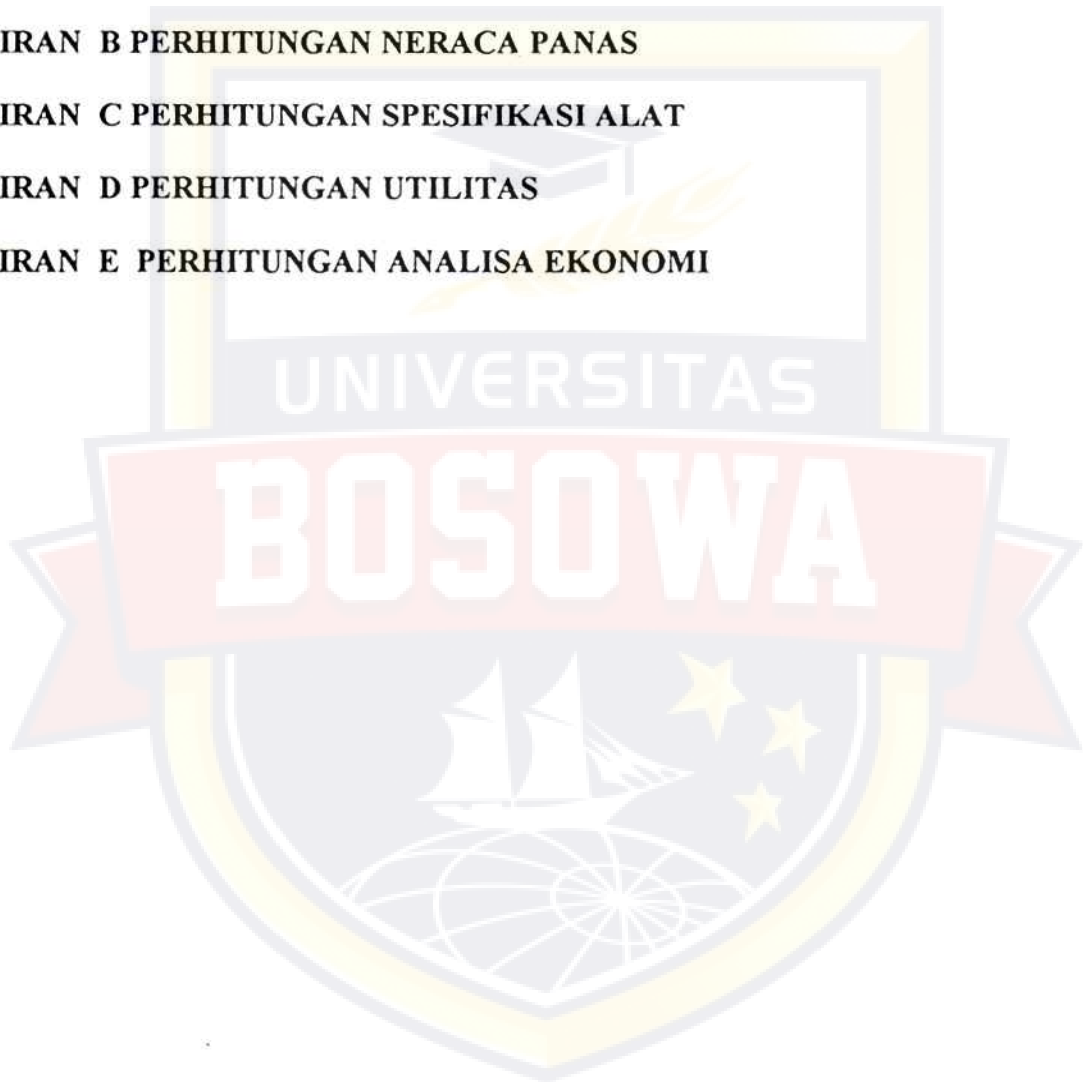 IRAN B PERHITUNGAN NERACA PANAS
IRAN C PERHITUNGAN SPESIFIKASI ALAT
IRAN D PERHITUNGAN UTILITAS
IRAN E PERHITUNGAN ANALISA EKONOMI
UNIVERSITAS
BOSOWA